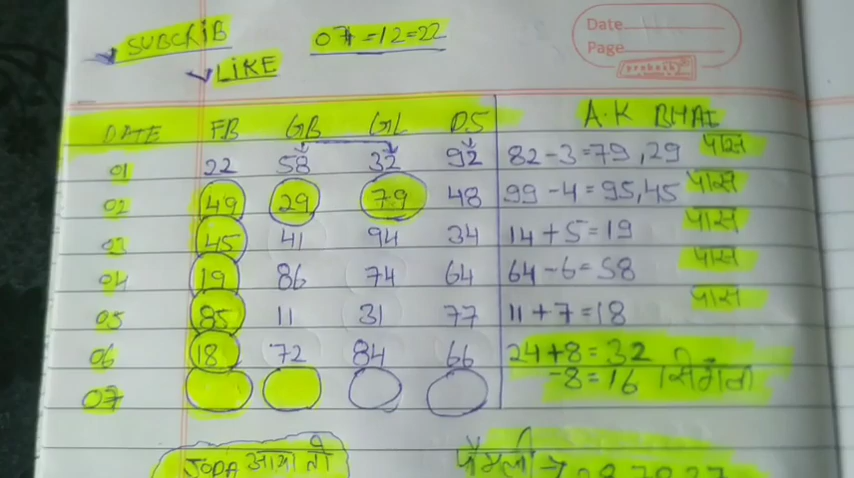 SUBCRIB
07=12=22
Date
LIKE
Page
prakash
DATE FB GB GL D.S A.K BHAI
01 22 58 32 92 82-3=79,29 पास
02 49 29 79 48 99-4=95,45 पास
03 45 41 94 34 14+5=19 पास
04 19 86 74 64 64-6=58 पास
05 85 11 31 77 11+7=18 पास
06 18 72 84 66 24+8=32
07 -8=16
JODA आया तो